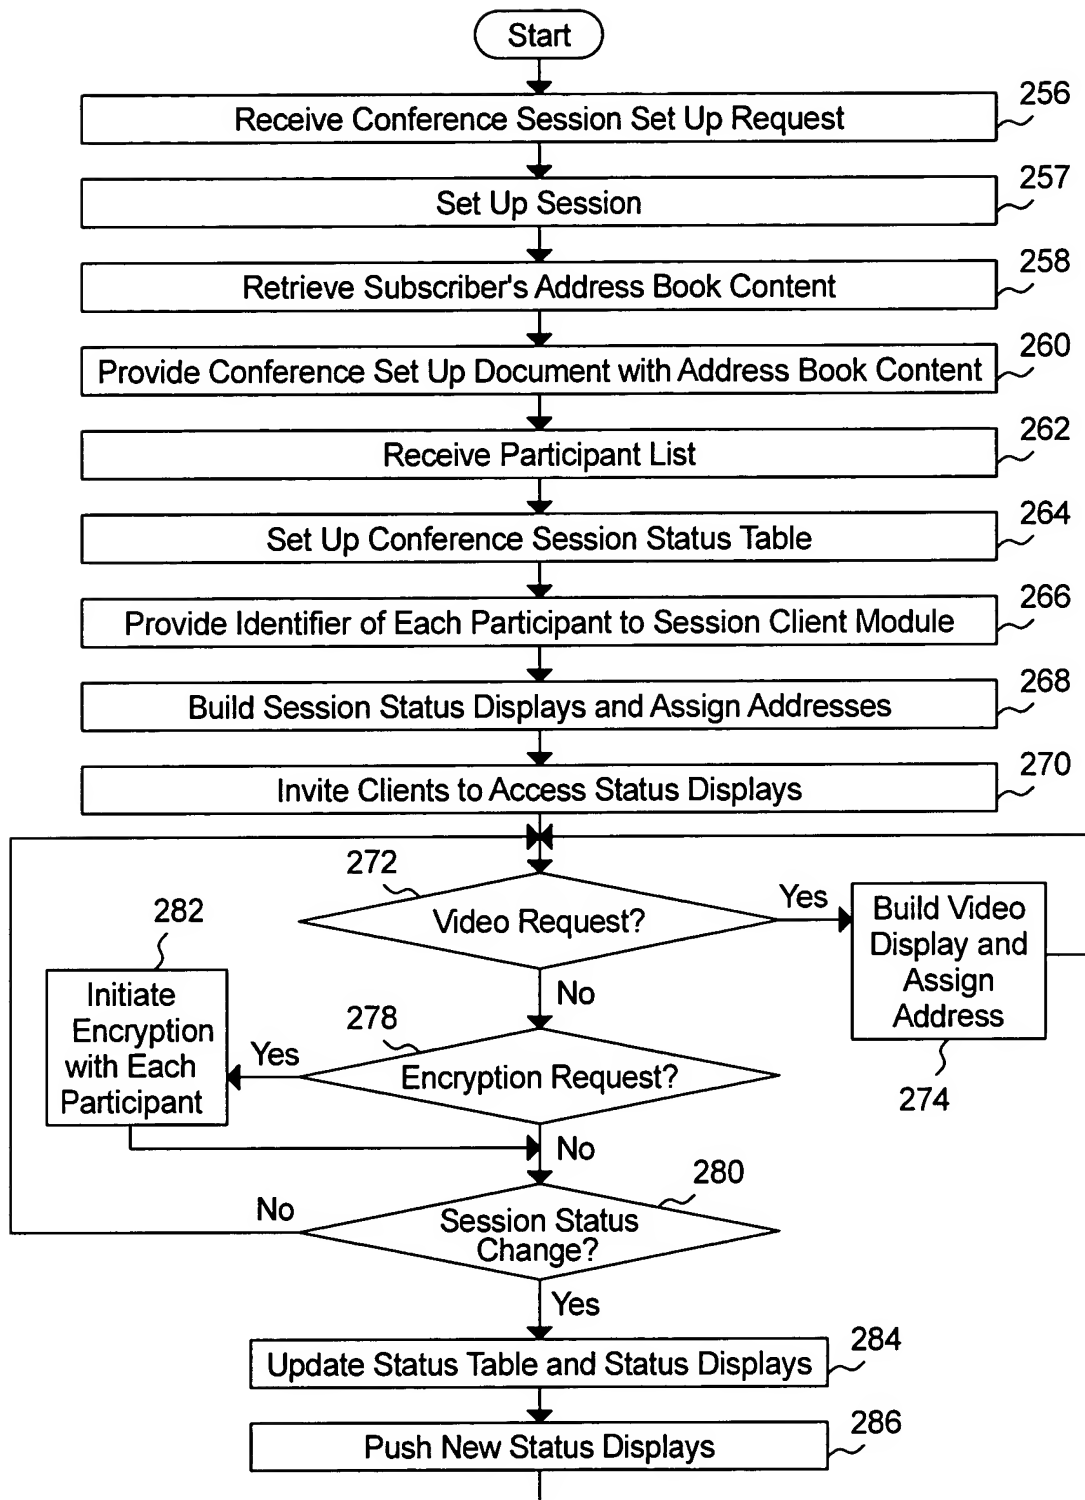 Start
256
Receive Conference Session Set Up Request
257
Set Up Session
258
Retrieve Subscriber's Address Book Content
260
Provide Conference Set Up Document with Address Book Content
262
Receive Participant List
264
Set Up Conference Session Status Table
266
Provide Identifier of Each Participant to Session Client Module
268
Build Session Status Displays and Assign Addresses
270
Invite Clients to Access Status Displays
272
Video Request?
Yes
Build Video
Display and
Assign
Address
274
No
282
Initiate
Encryption
with Each
Participant
278
Yes
Encryption Request?
No
280
No
Session Status
Change?
Yes
284
Update Status Table and Status Displays
286
Push New Status Displays